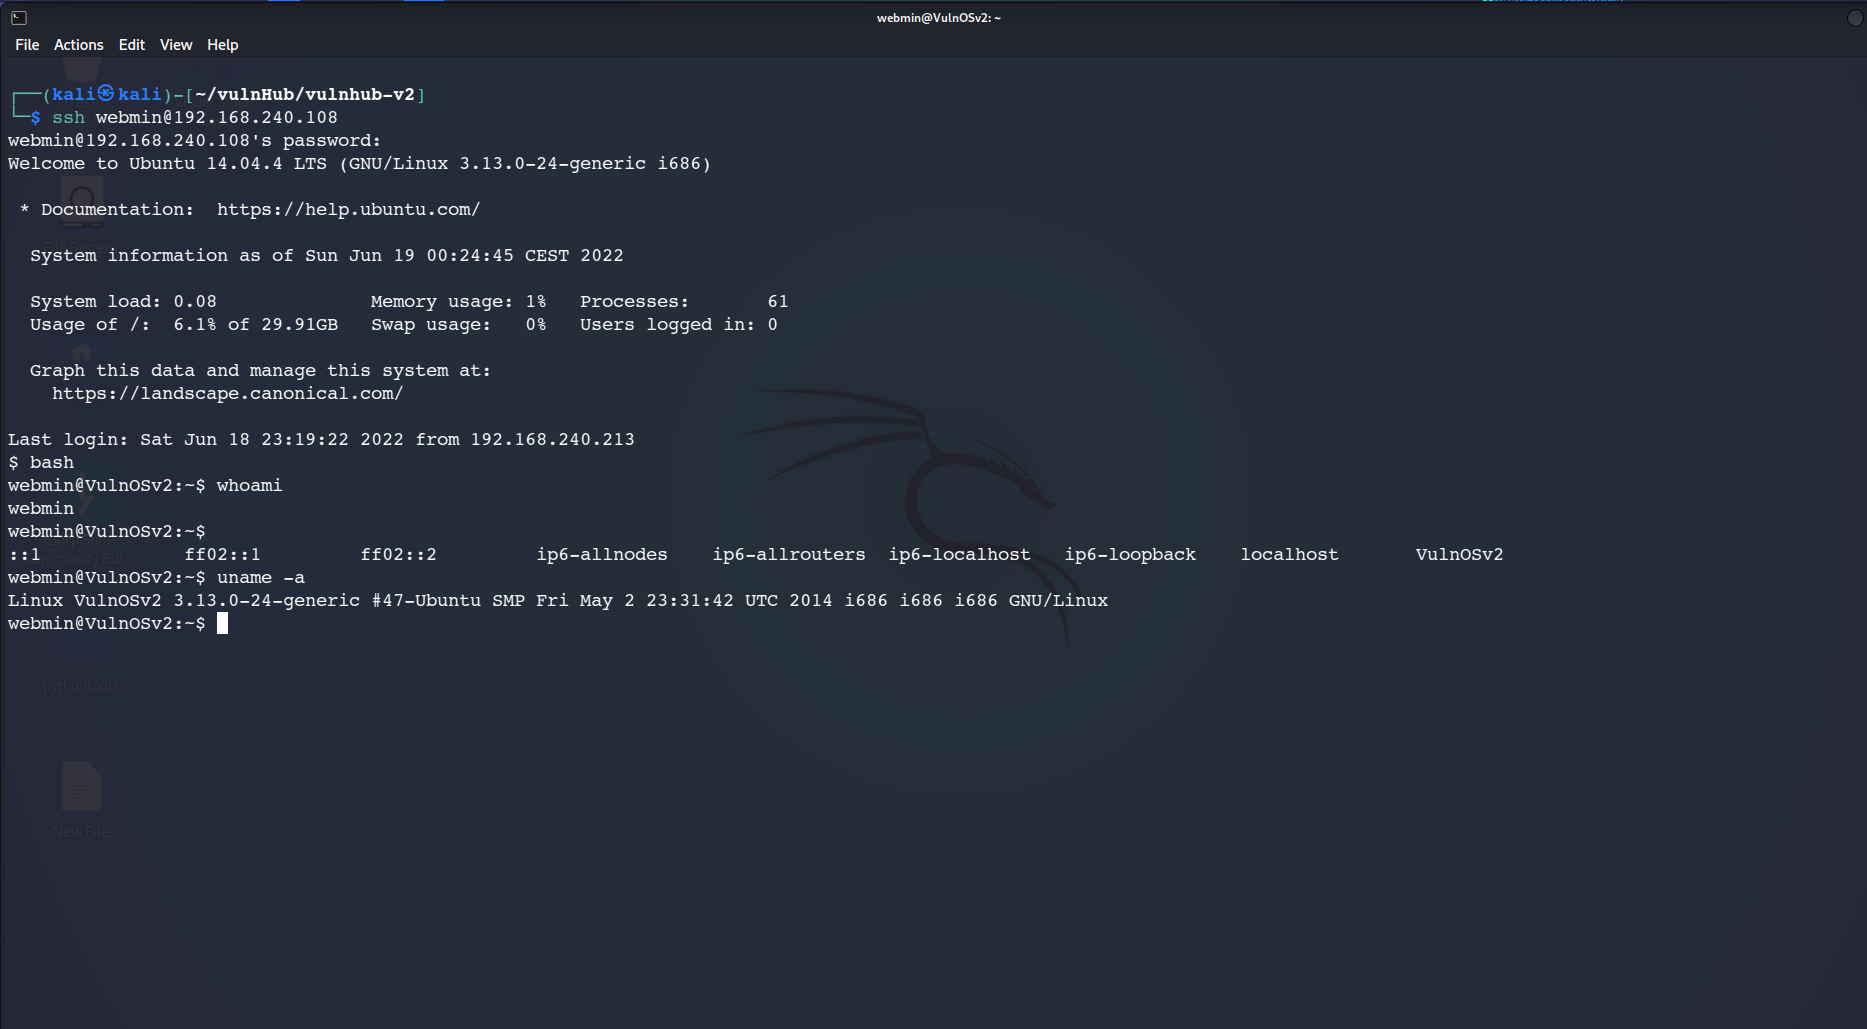 webmin@VulnOSv2: ~
File Actions Edit View Help
┌──(kali㉿kali)-[~/vulnHub/vulnhub-v2]
└─$ ssh webmin@192.168.240.108
webmin@192.168.240.108's password:
Welcome to Ubuntu 14.04.4 LTS (GNU/Linux 3.13.0-24-generic i686)
* Documentation: https://help.ubuntu.com/
System information as of Sun Jun 19 00:24:45 CEST 2022
System load: 0.08 Memory usage: 1% Processes: 61
Usage of /: 6.1% of 29.91GB Swap usage: 0% Users logged in: 0
Graph this data and manage this system at:
https://landscape.canonical.com/
Last login: Sat Jun 18 23:19:22 2022 from 192.168.240.213
$ bash
webmin@VulnOSv2:~$ whoami
webmin
webmin@VulnOSv2:~$
::1 ff02::1 ff02::2 ip6-allnodes ip6-allrouters ip6-localhost ip6-loopback localhost VulnOSv2
webmin@VulnOSv2:~$ uname -a
Linux VulnOSv2 3.13.0-24-generic #47-Ubuntu SMP Fri May 2 23:31:42 UTC 2014 i686 i686 i686 GNU/Linux
webmin@VulnOSv2:~$
pythontools
New File